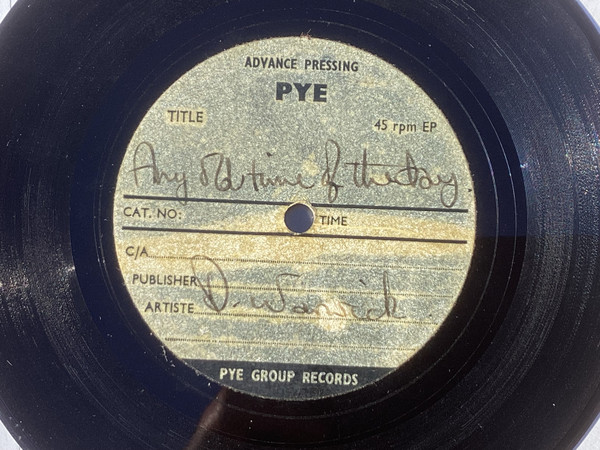 ADVANCE PRESSING
PYE
TITLE
45 rpm EP
Any old time of the day
CAT. NO:
TIME
C/A
PUBLISHER
D. Warwick
ARTISTE
PYE GROUP RECORDS